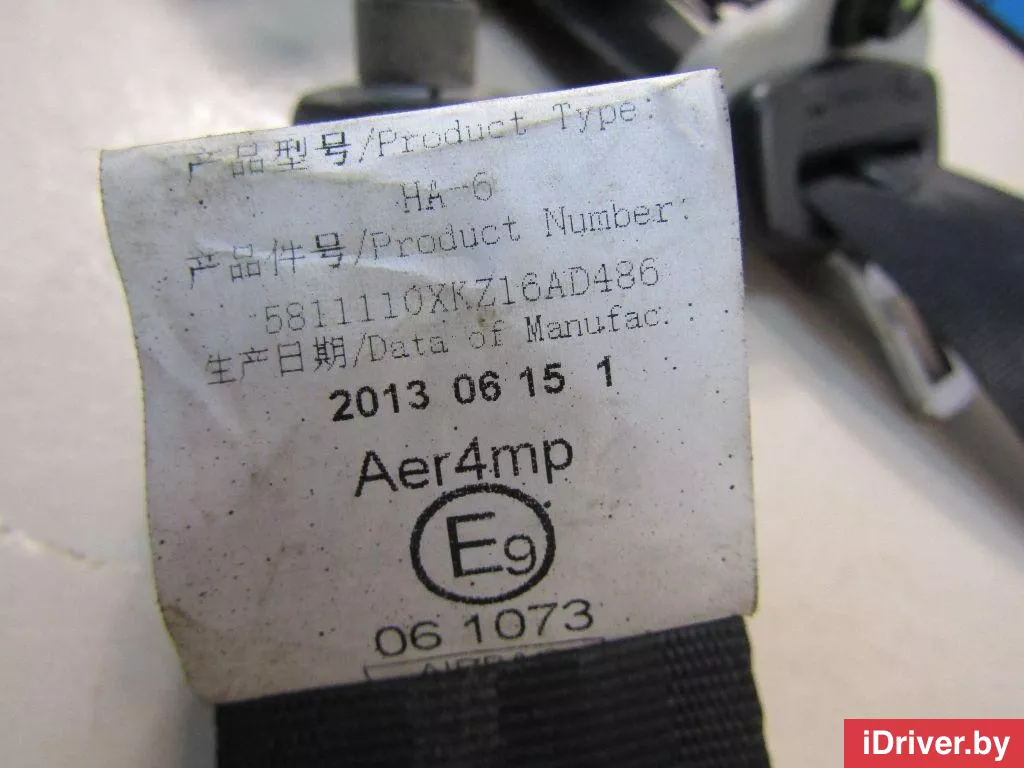 产品型号/Product Type:
HA-6
产品件号/Product Number:
5811110XKZ16AD486
生产日期/Data of Manufac.:
2013 06 15 1
Aer4mp
E9
06 1073
iDriver.by